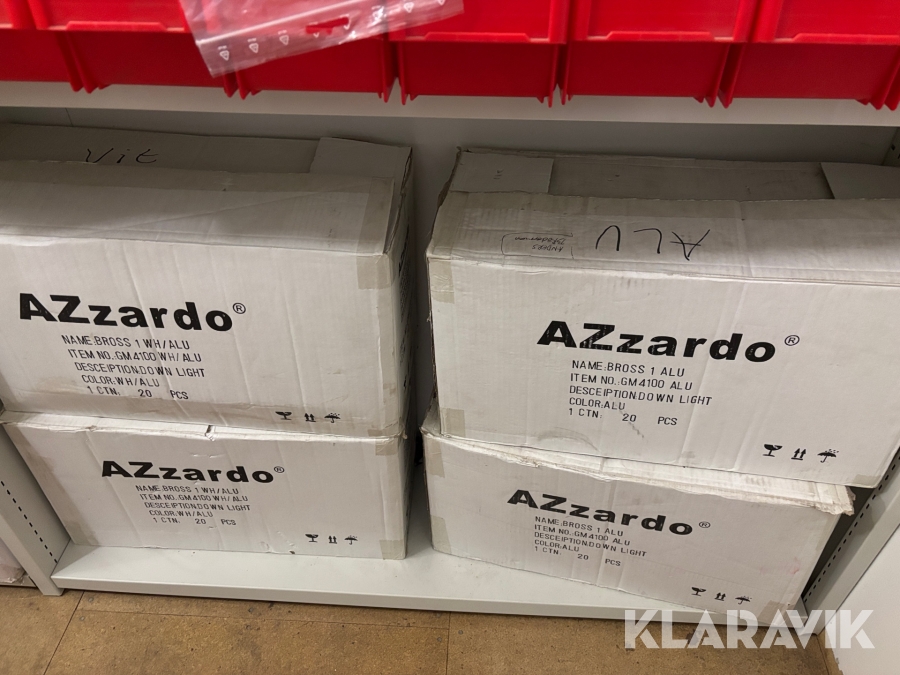 Vit
AZzardo®
NAME:BROSS 1 WH/ALU
ITEM NO.:GM4100 WH/ALU
DESCEIPTION:DOWN LIGHT
COLOR:WH/ALU
1 CTN: 20 PCS
AZzardo®
NAME:BROSS 1 WH/ALU
ITEM NO.:GM4100 WH/ALU
DESCEIPTION:DOWN LIGHT
COLOR:WH/ALU
1 CTN: 20 PCS
ALU
AZzardo®
NAME:BROSS 1 ALU
ITEM NO.:GM4100 ALU
DESCEIPTION:DOWN LIGHT
COLOR:ALU
1 CTN: 20 PCS
AZzardo®
NAME:BROSS 1 ALU
ITEM NO.:GM4100 ALU
DESCEIPTION:DOWN LIGHT
COLOR:ALU
1 CTN: 20 PCS
KLARAVIK